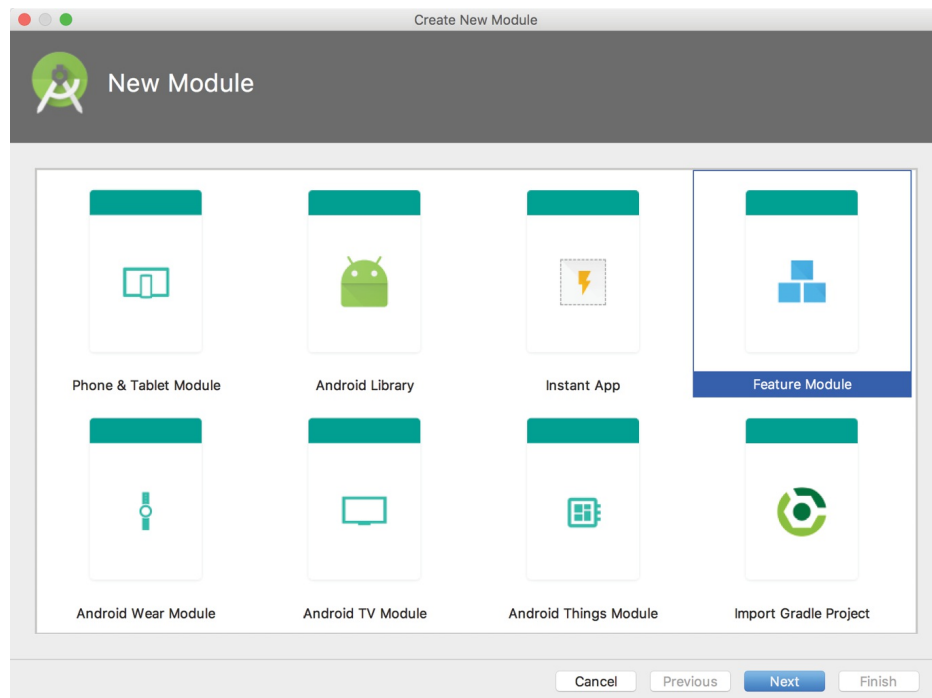 Create New Module
New Module
Phone & Tablet Module
Android Library
Instant App
Feature Module
Android Wear Module
Android TV Module
Android Things Module
Import Gradle Project
Cancel
Previous
Next
Finish